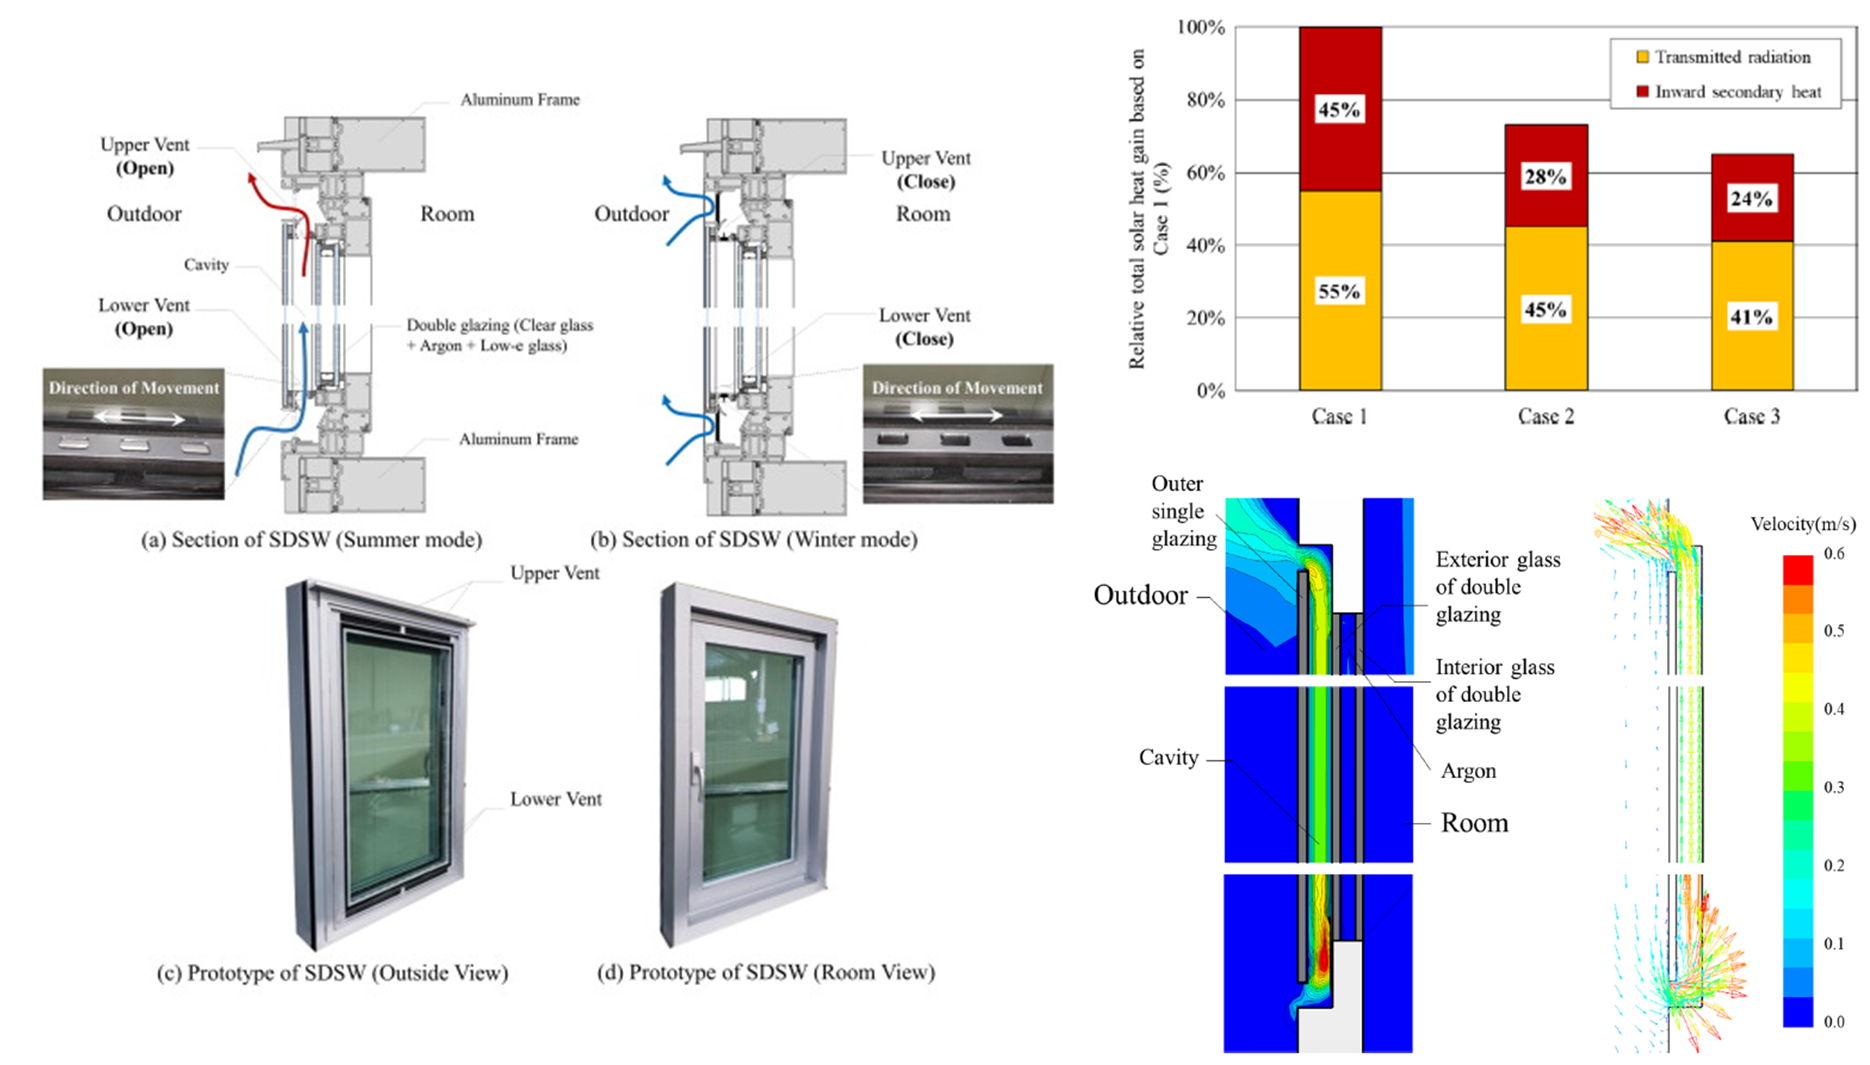 Aluminum Frame
Upper Vent
(Open)
Outdoor
Room
Cavity
Lower Vent
(Open)
Double glazing (Clear glass
+ Argon + Low-e glass)
Direction of Movement
Aluminum Frame
(a) Section of SDSW (Summer mode)
Upper Vent
(Close)
Outdoor
Room
Lower Vent
(Close)
Direction of Movement
(b) Section of SDSW (Winter mode)
Upper Vent
Lower Vent
(c) Prototype of SDSW (Outside View)
(d) Prototype of SDSW (Room View)
Relative total solar heat gain based on
Case 1 (%)
100%
80%
60%
40%
20%
0%
Transmitted radiation
Inward secondary heat
45%
55%
28%
45%
24%
41%
Case 1
Case 2
Case 3
Outer
single
glazing
Outdoor
Exterior glass
of double
glazing
Interior glass
of double
glazing
Cavity
Argon
Room
Velocity(m/s)
0.6
0.5
0.4
0.3
0.2
0.1
0.0